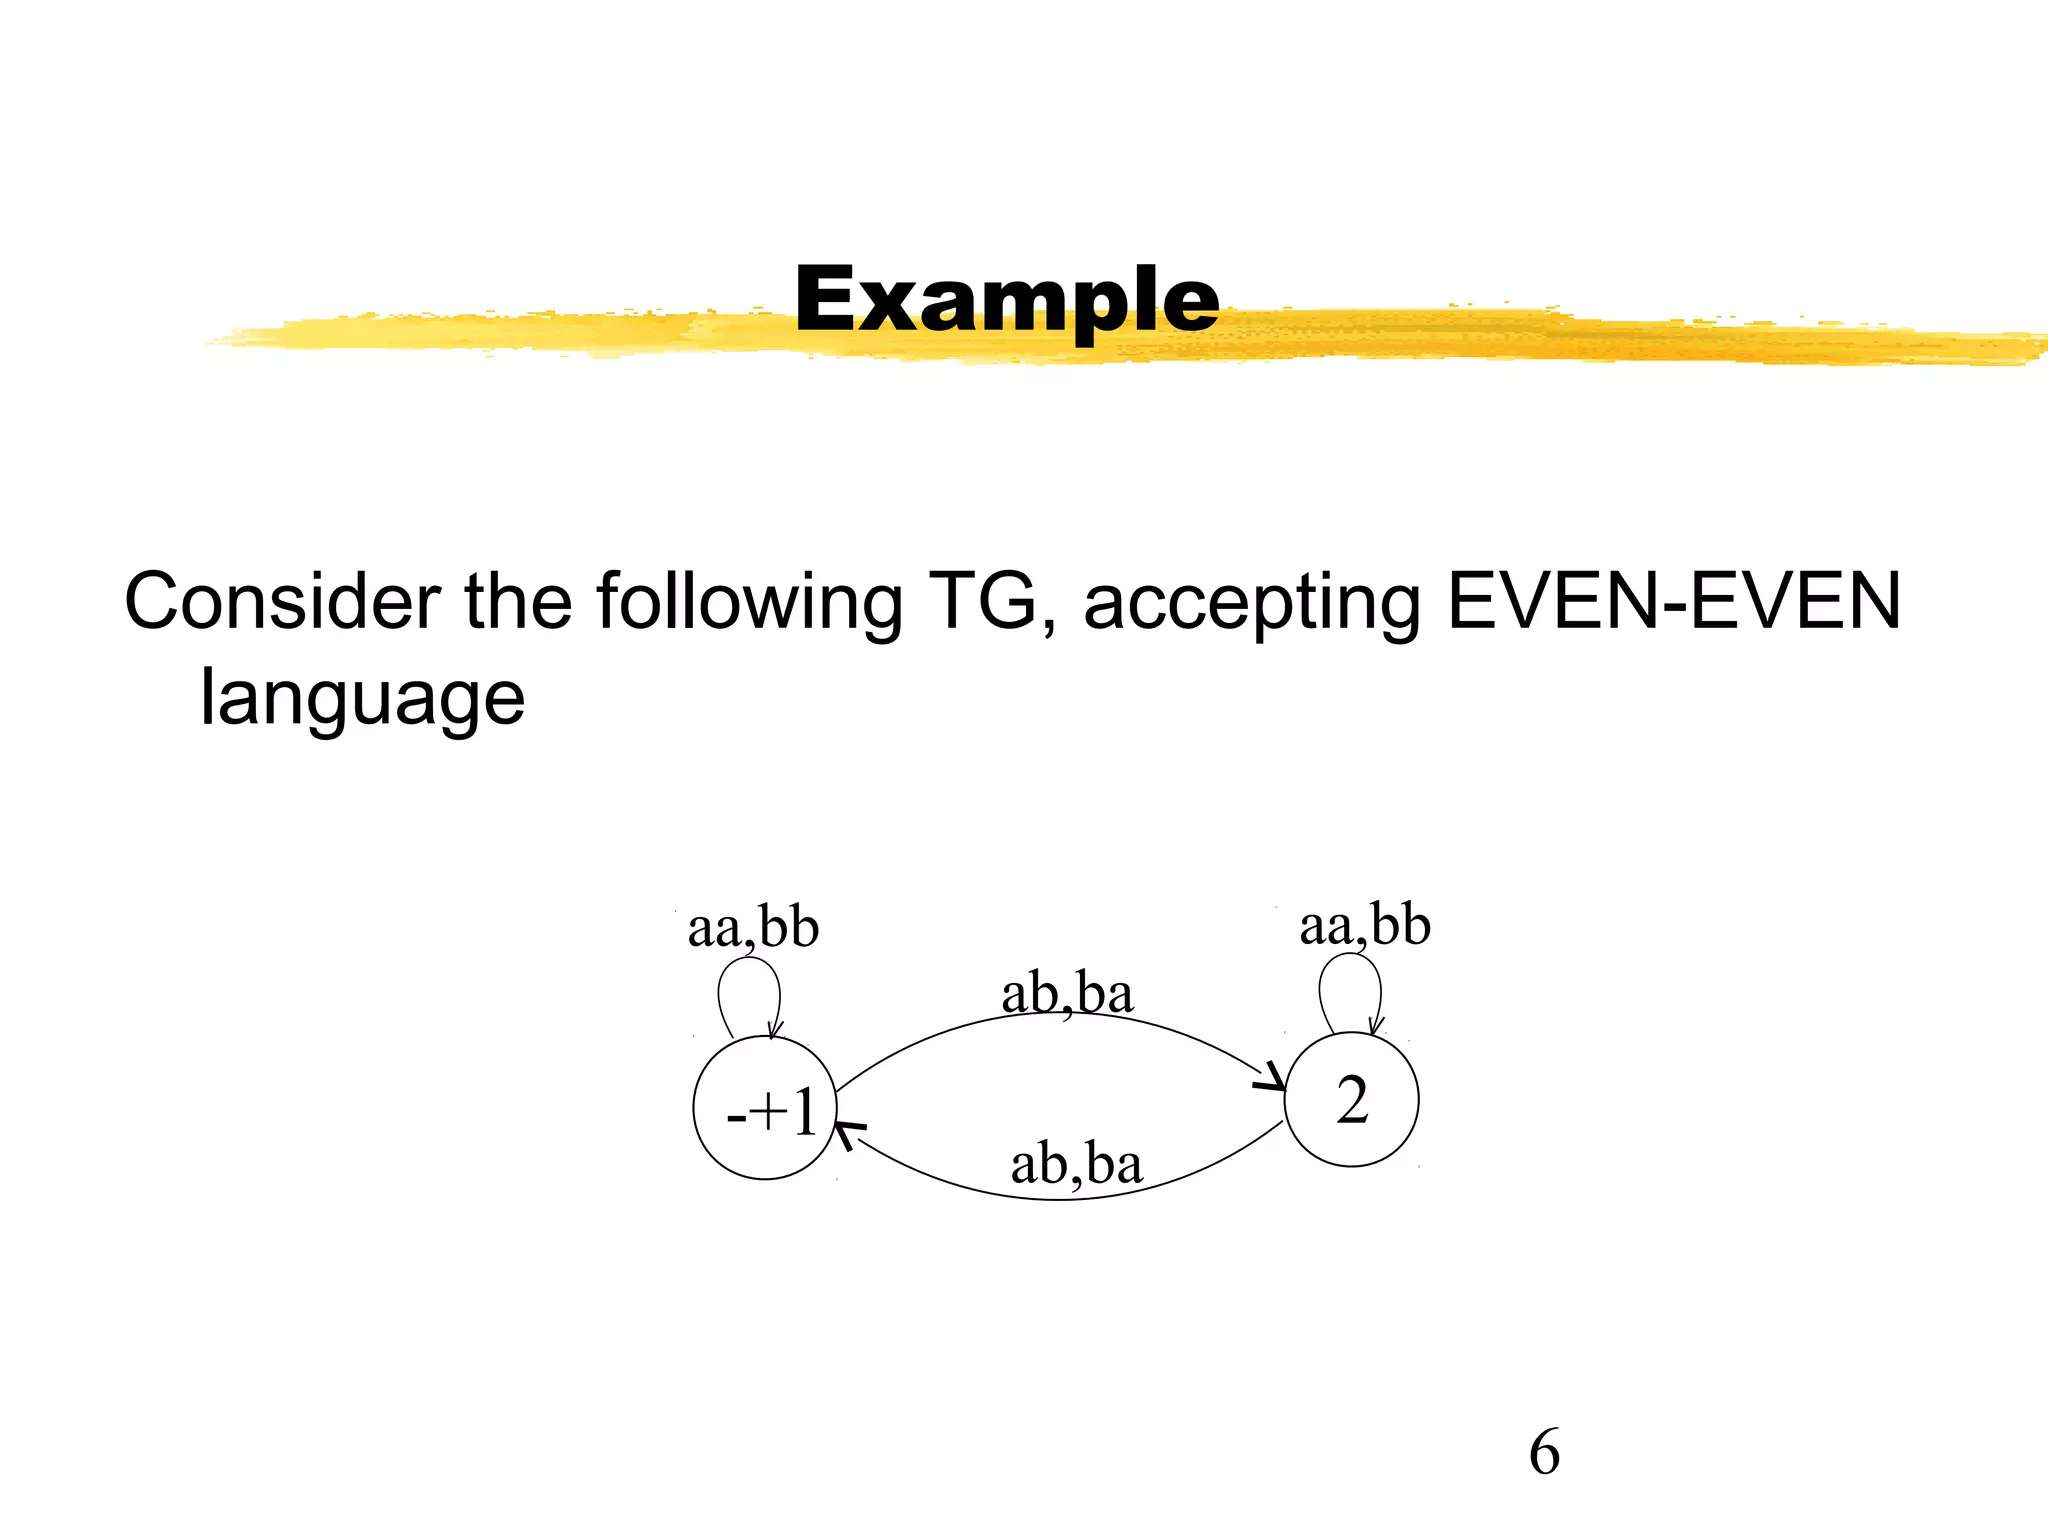 Example
Consider the following TG, accepting EVEN-EVEN
language
aa,bb
aa,bb
ab,ba
-+1
2
ab,ba
6